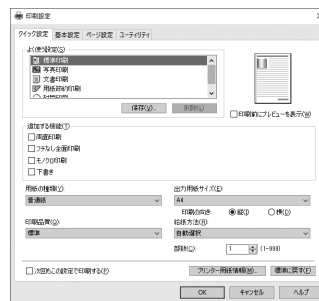 印刷設定
クイック設定 基本設定 ページ設定 ユーティリティ
よく使う設定(S)
標準印刷
写真印刷
文書印刷
用紙節約印刷
封筒印刷
保存(V)... 削除(L)
□印刷前にプレビューを表示(W)
追加する機能(T)
□両面印刷
□フチなし全面印刷
□モノクロ印刷
□下書き
用紙の種類(Y): 出力用紙サイズ(E):
普通紙 A4
印刷の向き: 縦(I) 横(D)
印刷品質(Q): 給紙方法(R):
標準 自動選択
部数(C): 1 (1-999)
□次回もこの設定で印刷する(P)
プリンター用紙情報(M)... 標準に戻す(F)
OK キャンセル ヘルプ